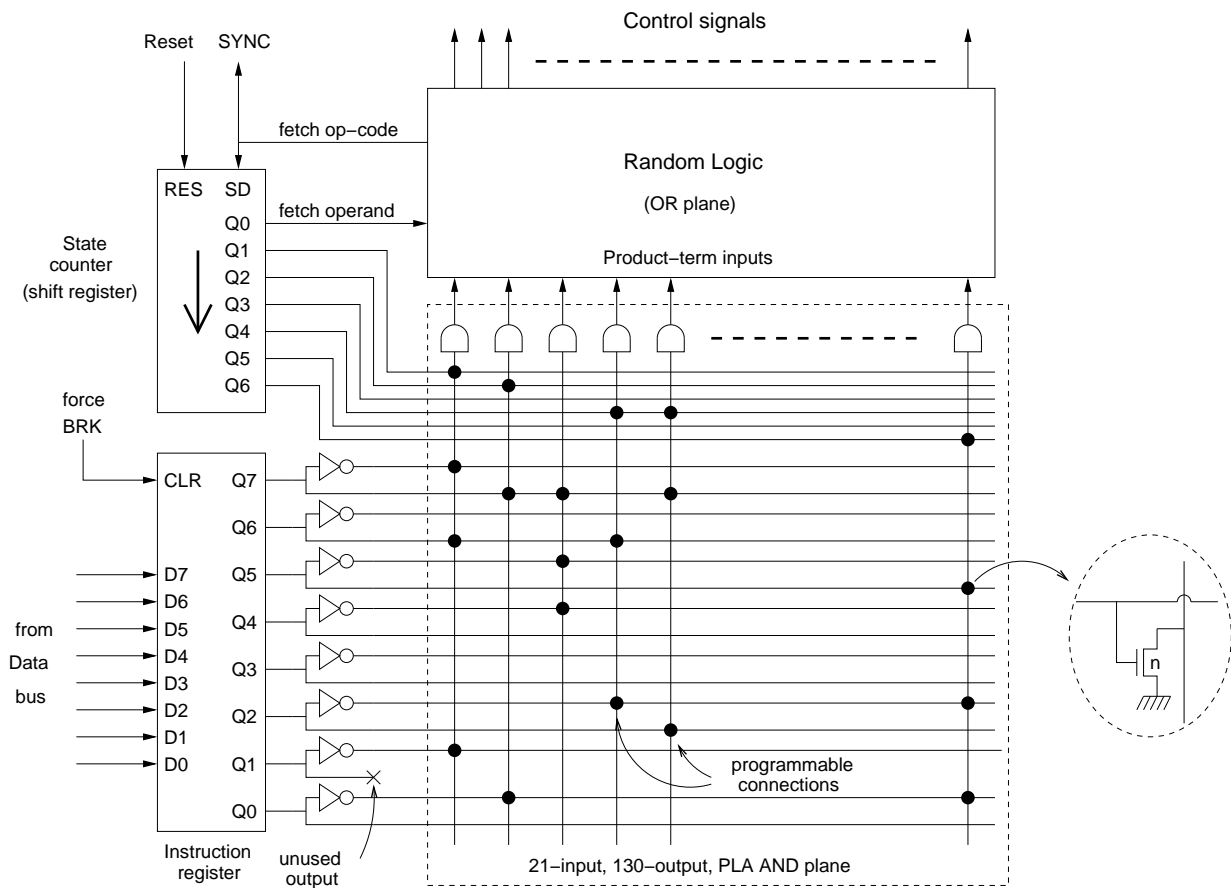 Control signals
Reset
SYNC
fetch op−code
Random Logic
(OR plane)
RES
SD
Q0
fetch operand
State
counter
(shift register)
Q1
Q2
Q3
Q4
Q5
Q6
Product−term inputs
force
BRK
CLR
Q7
Q6
Q5
Q4
Q3
Q2
Q1
Q0
D7
D6
D5
D4
D3
D2
D1
D0
from
Data
bus
n
programmable
connections
Instruction
register
unused
output
21−input, 130−output, PLA AND plane